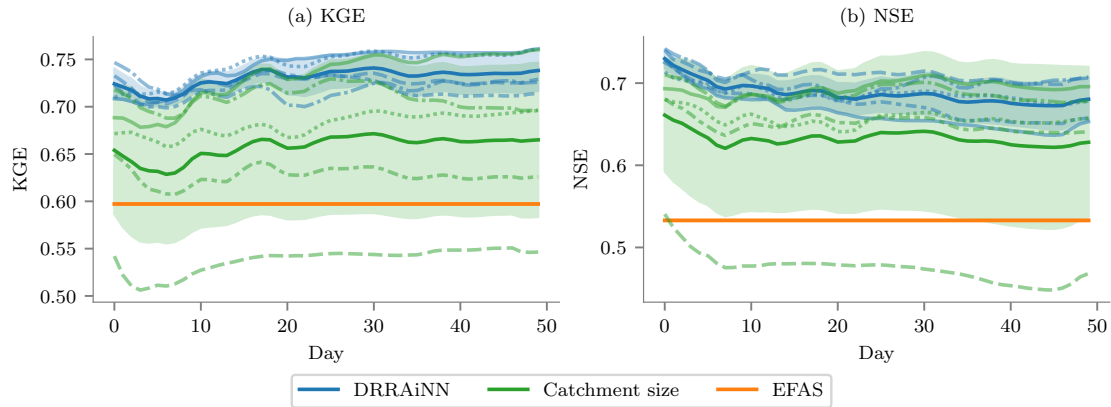 (a) KGE
(b) NSE
KGE
0.75
0.70
0.65
0.60
0.55
0.50
0 10 20 30 40 50
Day
NSE
0.7
0.6
0.5
0 10 20 30 40 50
Day
DRRAiNN Catchment size EFAS